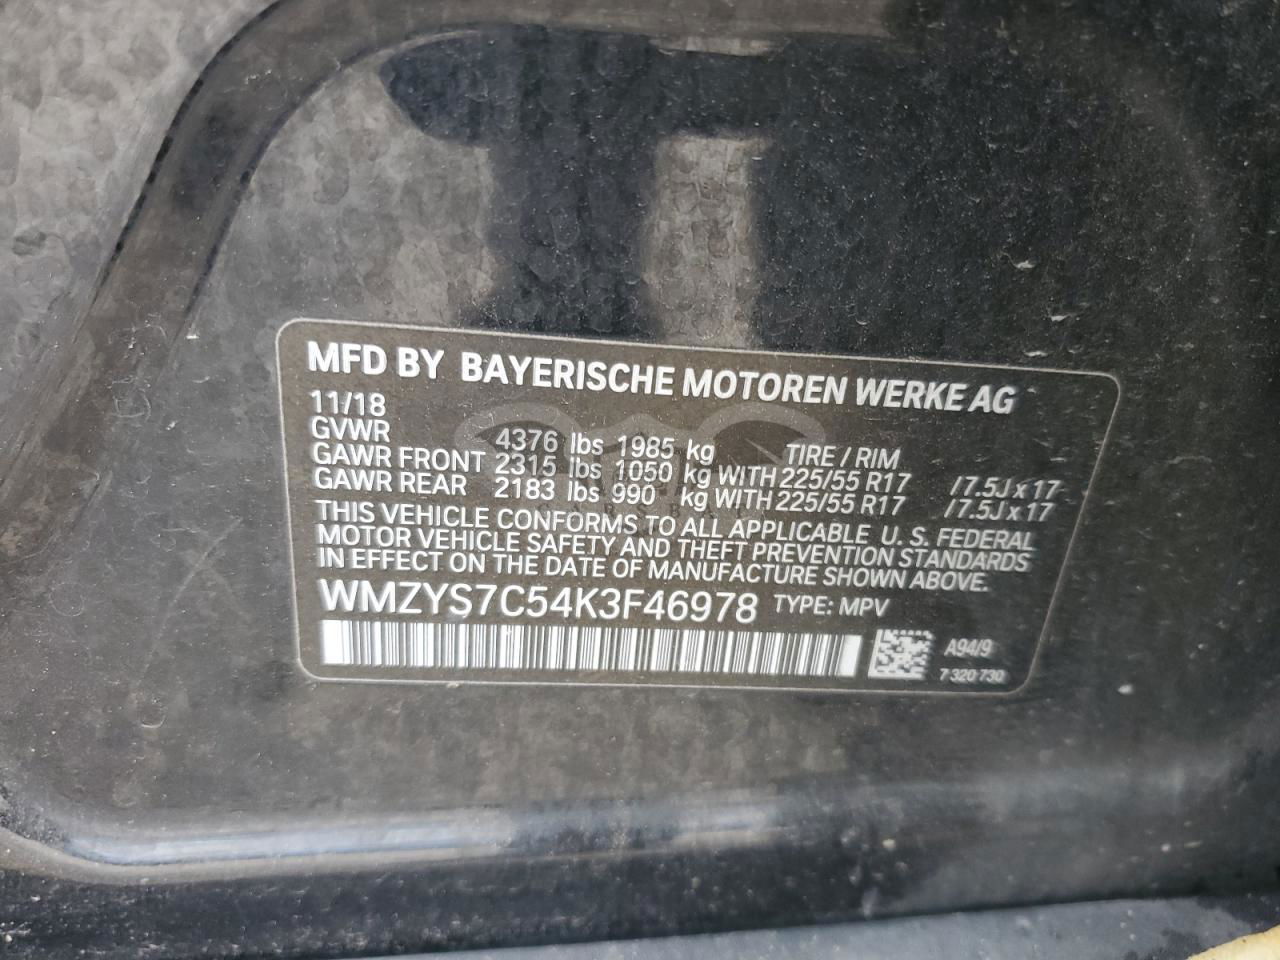 MFD BY BAYERISCHE MOTOREN WERKE AG
11/18
GVWR 4376 lbs 1985 kg TIRE / RIM
GAWR FRONT 2315 lbs 1050 kg WITH 225/55 R17 /7.5J x 17
GAWR REAR 2183 lbs 990 kg WITH 225/55 R17 /7.5J x 17
THIS VEHICLE CONFORMS TO ALL APPLICABLE U. S. FEDERAL
MOTOR VEHICLE SAFETY AND THEFT PREVENTION STANDARDS
IN EFFECT ON THE DATE OF MANUFACTURE SHOWN ABOVE.
WMZYS7C54K3F46978 TYPE: MPV
A94/9
7 320 730